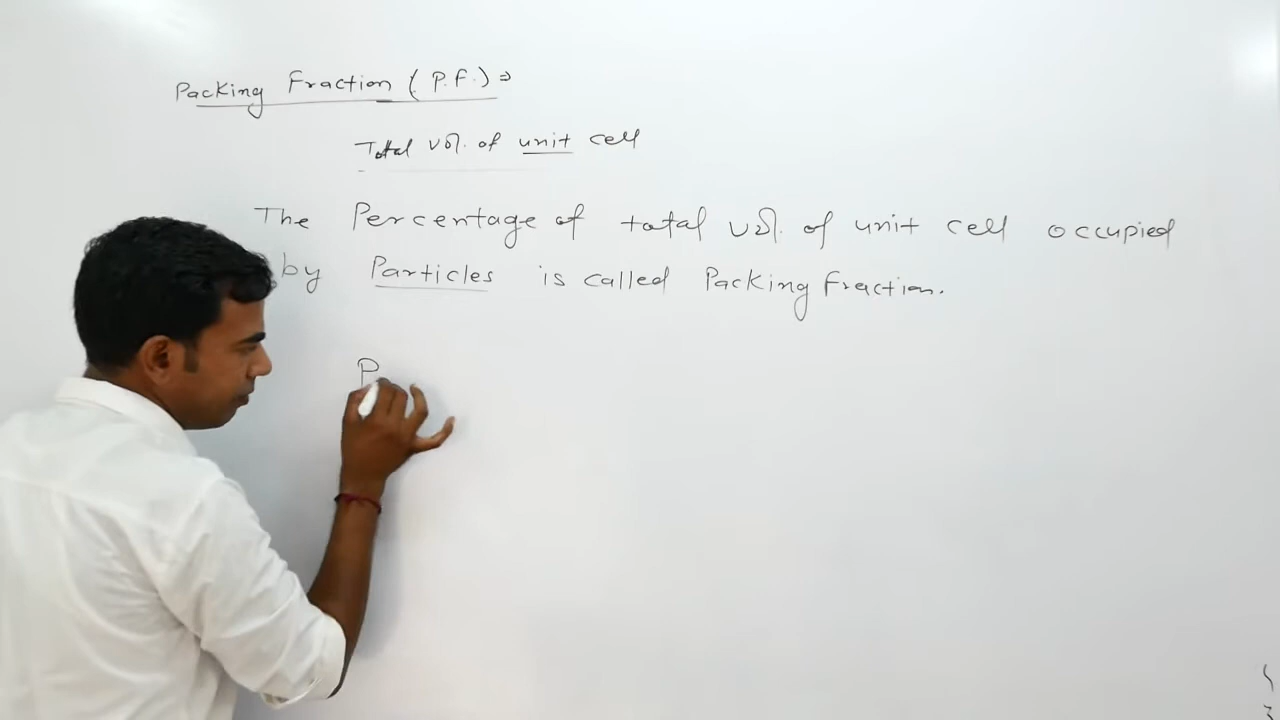 Packing Fraction (P.F.) ⇒
Total vol. of unit cell
The Percentage of total vol. of unit cell occupied
by Particles is called Packing Fraction.
P